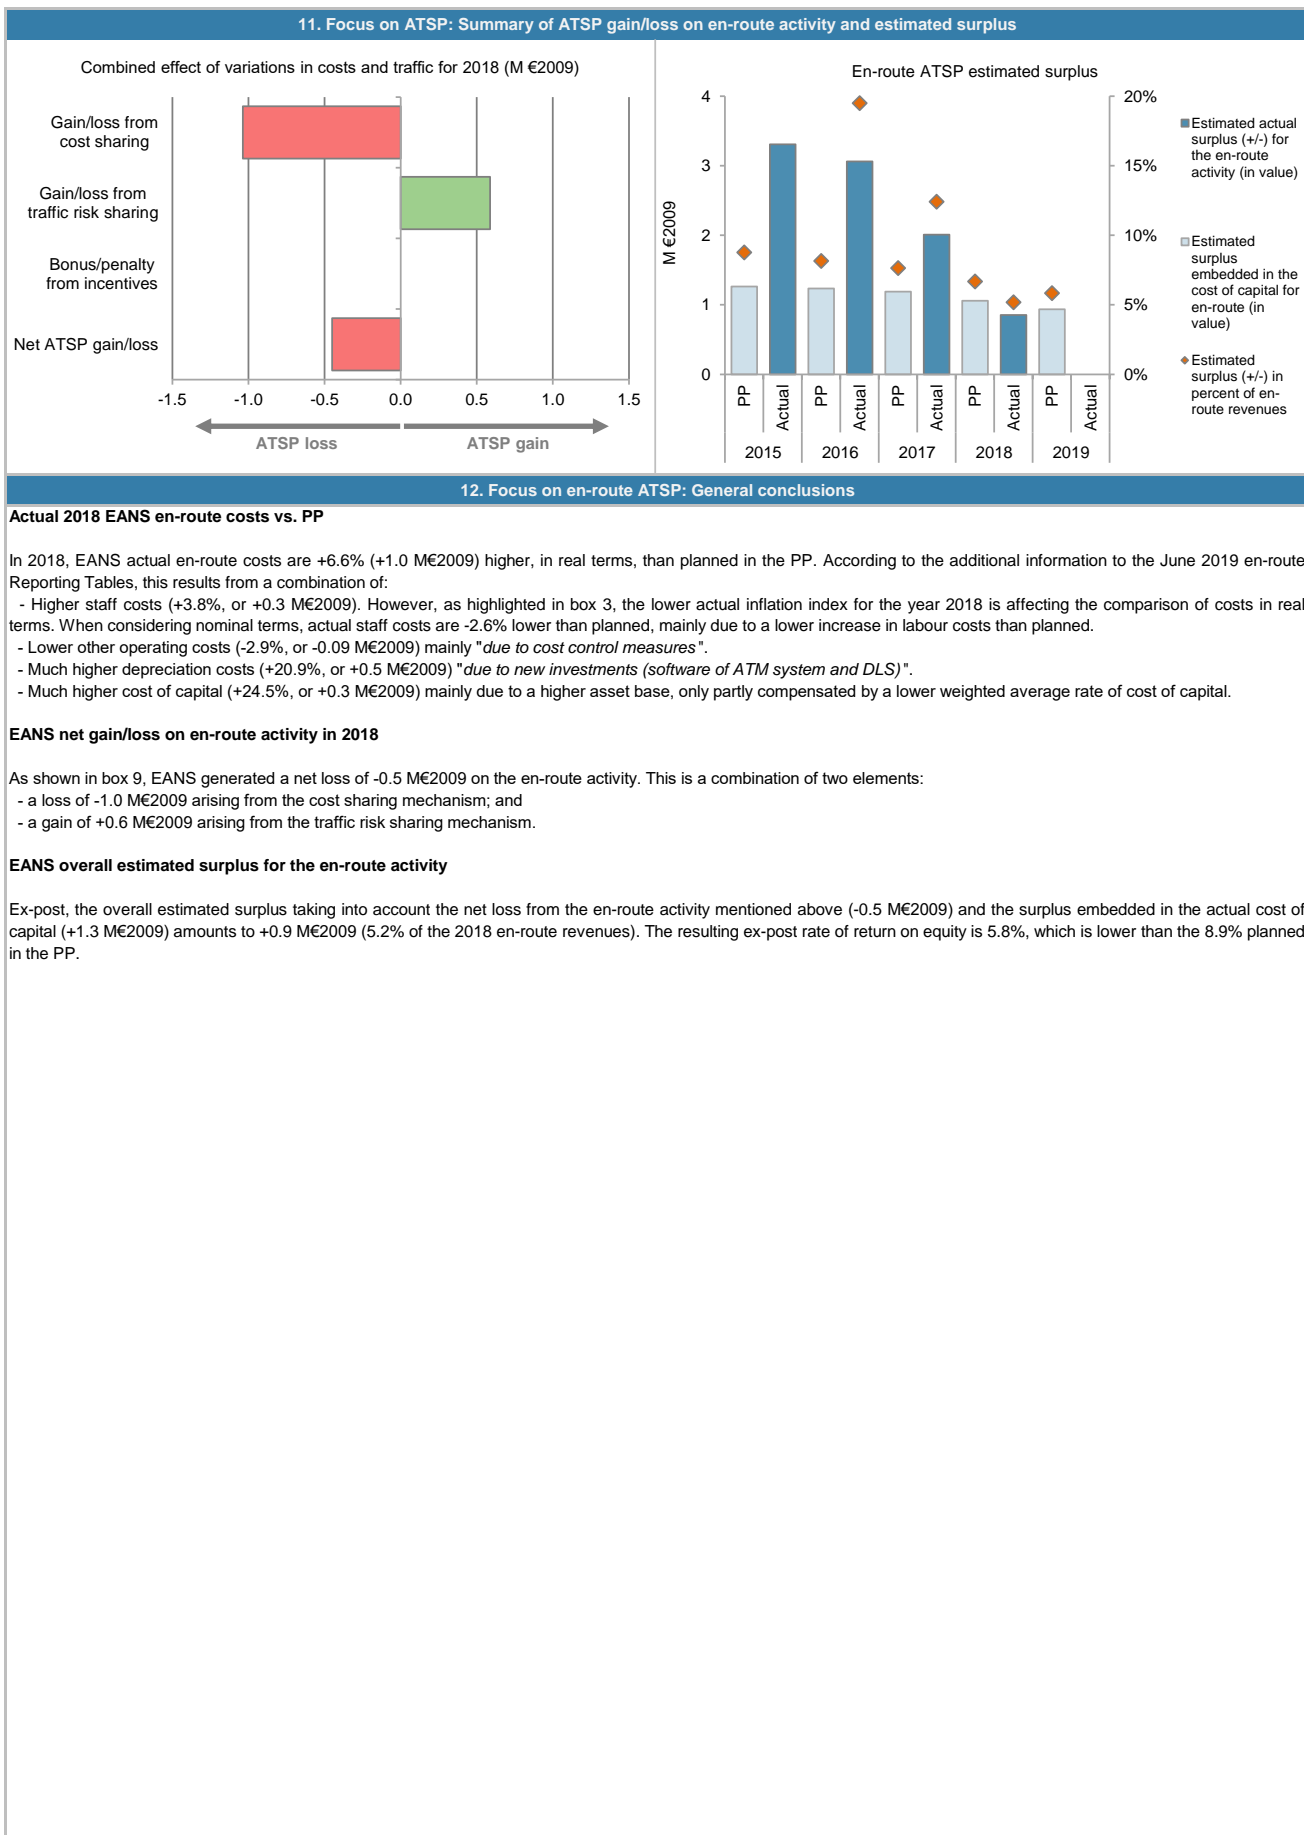 11. Focus on ATSP: Summary of ATSP gain/loss on en-route activity and estimated surplus
Combined effect of variations in costs and traffic for 2018 (M €2009)
Gain/loss from
cost sharing
Gain/loss from
traffic risk sharing
Bonus/penalty
from incentives
Net ATSP gain/loss
-1.5 -1.0 -0.5 0.0 0.5 1.0 1.5
ATSP loss ATSP gain
En-route ATSP estimated surplus
M €2009
4
3
2
1
0
20%
15%
10%
5%
0%
PP Actual PP Actual PP Actual PP Actual PP Actual
2015 2016 2017 2018 2019
Estimated actual
surplus (+/-) for
the en-route
activity (in value)
Estimated
surplus
embedded in the
cost of capital for
en-route (in
value)
Estimated
surplus (+/-) in
percent of en-
route revenues
12. Focus on en-route ATSP: General conclusions
Actual 2018 EANS en-route costs vs. PP
In 2018, EANS actual en-route costs are +6.6% (+1.0 M€2009) higher, in real terms, than planned in the PP. According to the additional information to the June 2019 en-route
Reporting Tables, this results from a combination of:
- Higher staff costs (+3.8%, or +0.3 M€2009). However, as highlighted in box 3, the lower actual inflation index for the year 2018 is affecting the comparison of costs in real
terms. When considering nominal terms, actual staff costs are -2.6% lower than planned, mainly due to a lower increase in labour costs than planned.
- Lower other operating costs (-2.9%, or -0.09 M€2009) mainly "due to cost control measures".
- Much higher depreciation costs (+20.9%, or +0.5 M€2009) "due to new investments (software of ATM system and DLS)".
- Much higher cost of capital (+24.5%, or +0.3 M€2009) mainly due to a higher asset base, only partly compensated by a lower weighted average rate of cost of capital.
EANS net gain/loss on en-route activity in 2018
As shown in box 9, EANS generated a net loss of -0.5 M€2009 on the en-route activity. This is a combination of two elements:
- a loss of -1.0 M€2009 arising from the cost sharing mechanism; and
- a gain of +0.6 M€2009 arising from the traffic risk sharing mechanism.
EANS overall estimated surplus for the en-route activity
Ex-post, the overall estimated surplus taking into account the net loss from the en-route activity mentioned above (-0.5 M€2009) and the surplus embedded in the actual cost of
capital (+1.3 M€2009) amounts to +0.9 M€2009 (5.2% of the 2018 en-route revenues). The resulting ex-post rate of return on equity is 5.8%, which is lower than the 8.9% planned
in the PP.